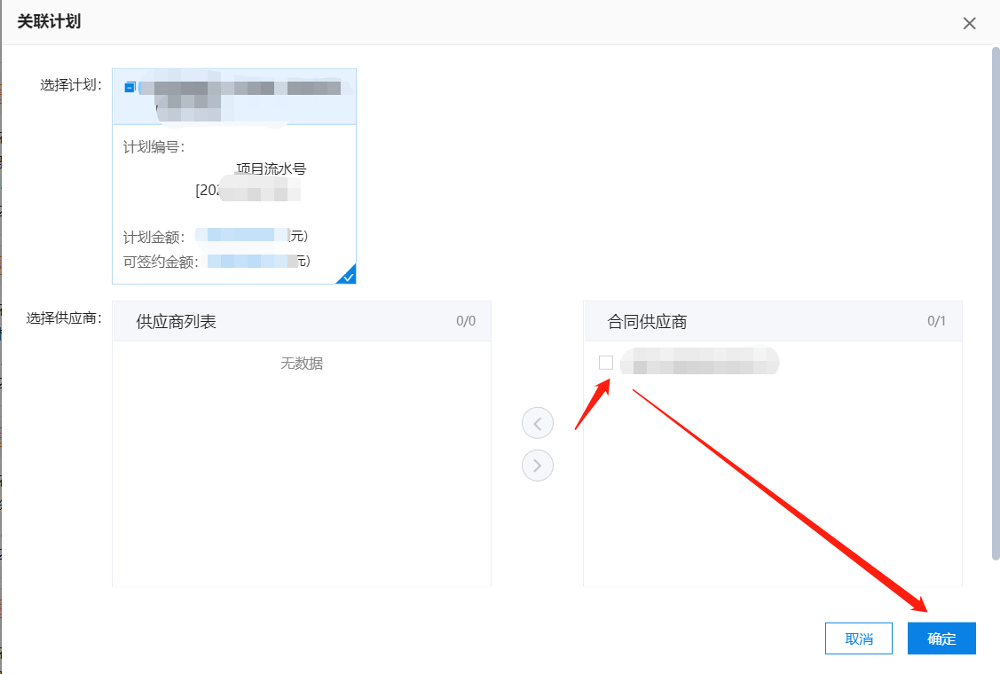 关联计划
选择计划：
计划编号：
项目流水号
[202
计划金额：
元)
可签约金额：
元)
选择供应商：
供应商列表
0/0
合同供应商
0/1
无数据
取消
确定